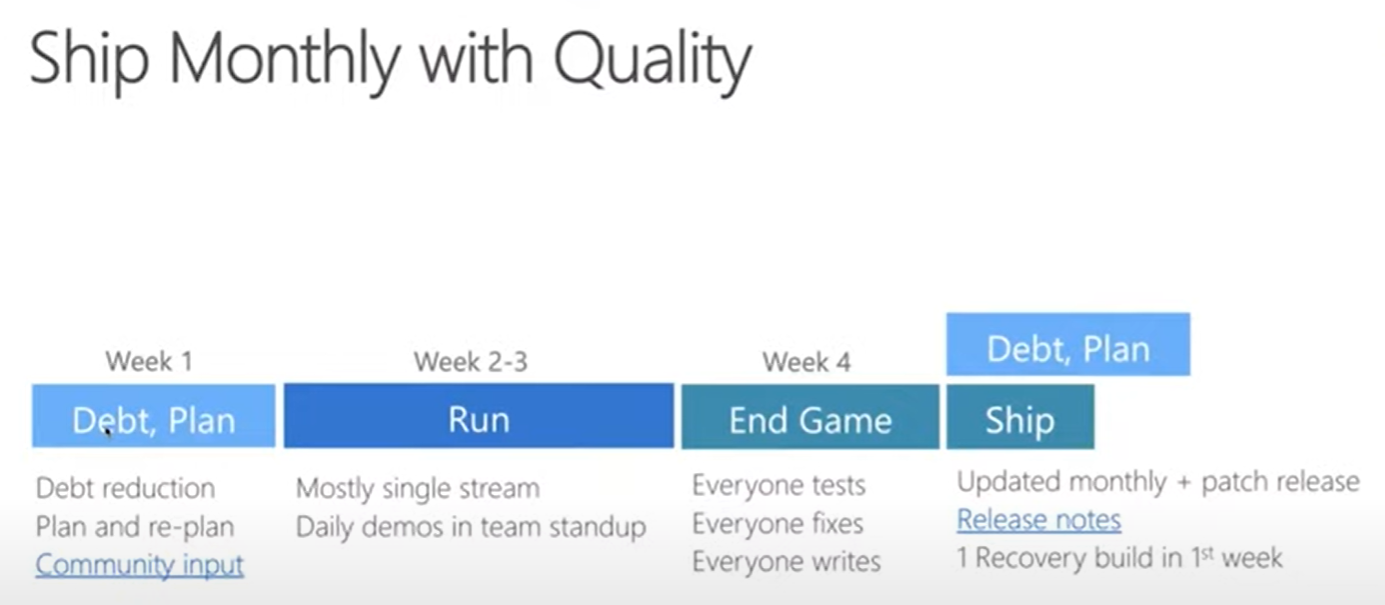 Ship Monthly with Quality
Week 1
Debt, Plan
Debt reduction
Plan and re-plan
Community input
Week 2-3
Run
Mostly single stream
Daily demos in team standup
Week 4
End Game
Everyone tests
Everyone fixes
Everyone writes
Debt, Plan
Ship
Updated monthly + patch release
Release notes
1 Recovery build in 1st week